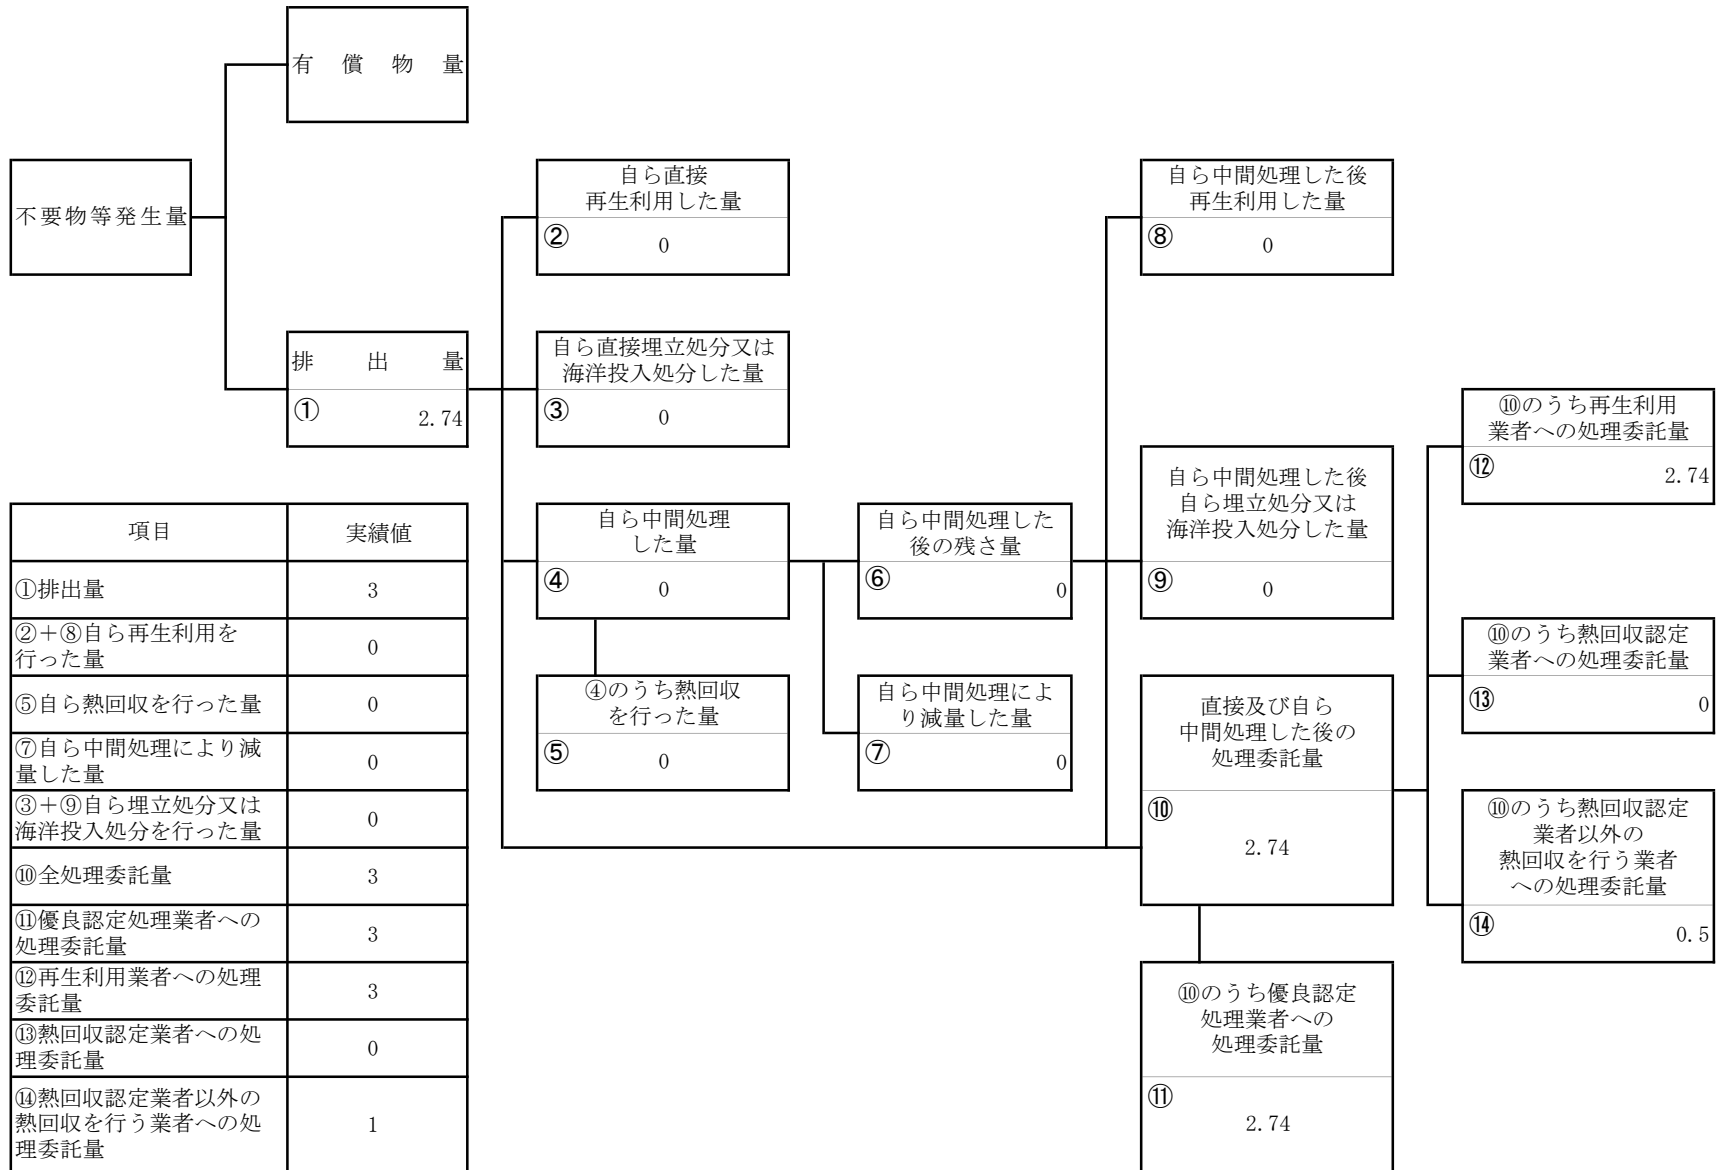 有償物量
不要物等発生量
排出量
①
2.74
自ら直接
再生利用した量
②
0
自ら直接埋立処分又は
海洋投入処分した量
③
0
自ら中間処理
した量
④
0
④のうち熱回収
を行った量
⑤
0
自ら中間処理した
後の残さ量
⑥
0
自ら中間処理によ
り減量した量
⑦
0
自ら中間処理した後
再生利用した量
⑧
0
自ら中間処理した後
自ら埋立処分又は
海洋投入処分した量
⑨
0
直接及び自ら
中間処理した後の
処理委託量
⑩
2.74
⑩のうち優良認定
処理業者への
処理委託量
⑪
2.74
⑩のうち再生利用
業者への処理委託量
⑫
2.74
⑩のうち熱回収認定
業者への処理委託量
⑬
0
⑩のうち熱回収認定
業者以外の
熱回収を行う業者
への処理委託量
⑭
0.5
項目 実績値
①排出量 3
②＋⑧自ら再生利用を
行った量 0
⑤自ら熱回収を行った量 0
⑦自ら中間処理により減
量した量 0
③＋⑨自ら埋立処分又は
海洋投入処分を行った量 0
⑩全処理委託量 3
⑪優良認定処理業者への
処理委託量 3
⑫再生利用業者への処理
委託量 3
⑬熱回収認定業者への処
理委託量 0
⑭熱回収認定業者以外の
熱回収を行う業者への処 1
理委託量